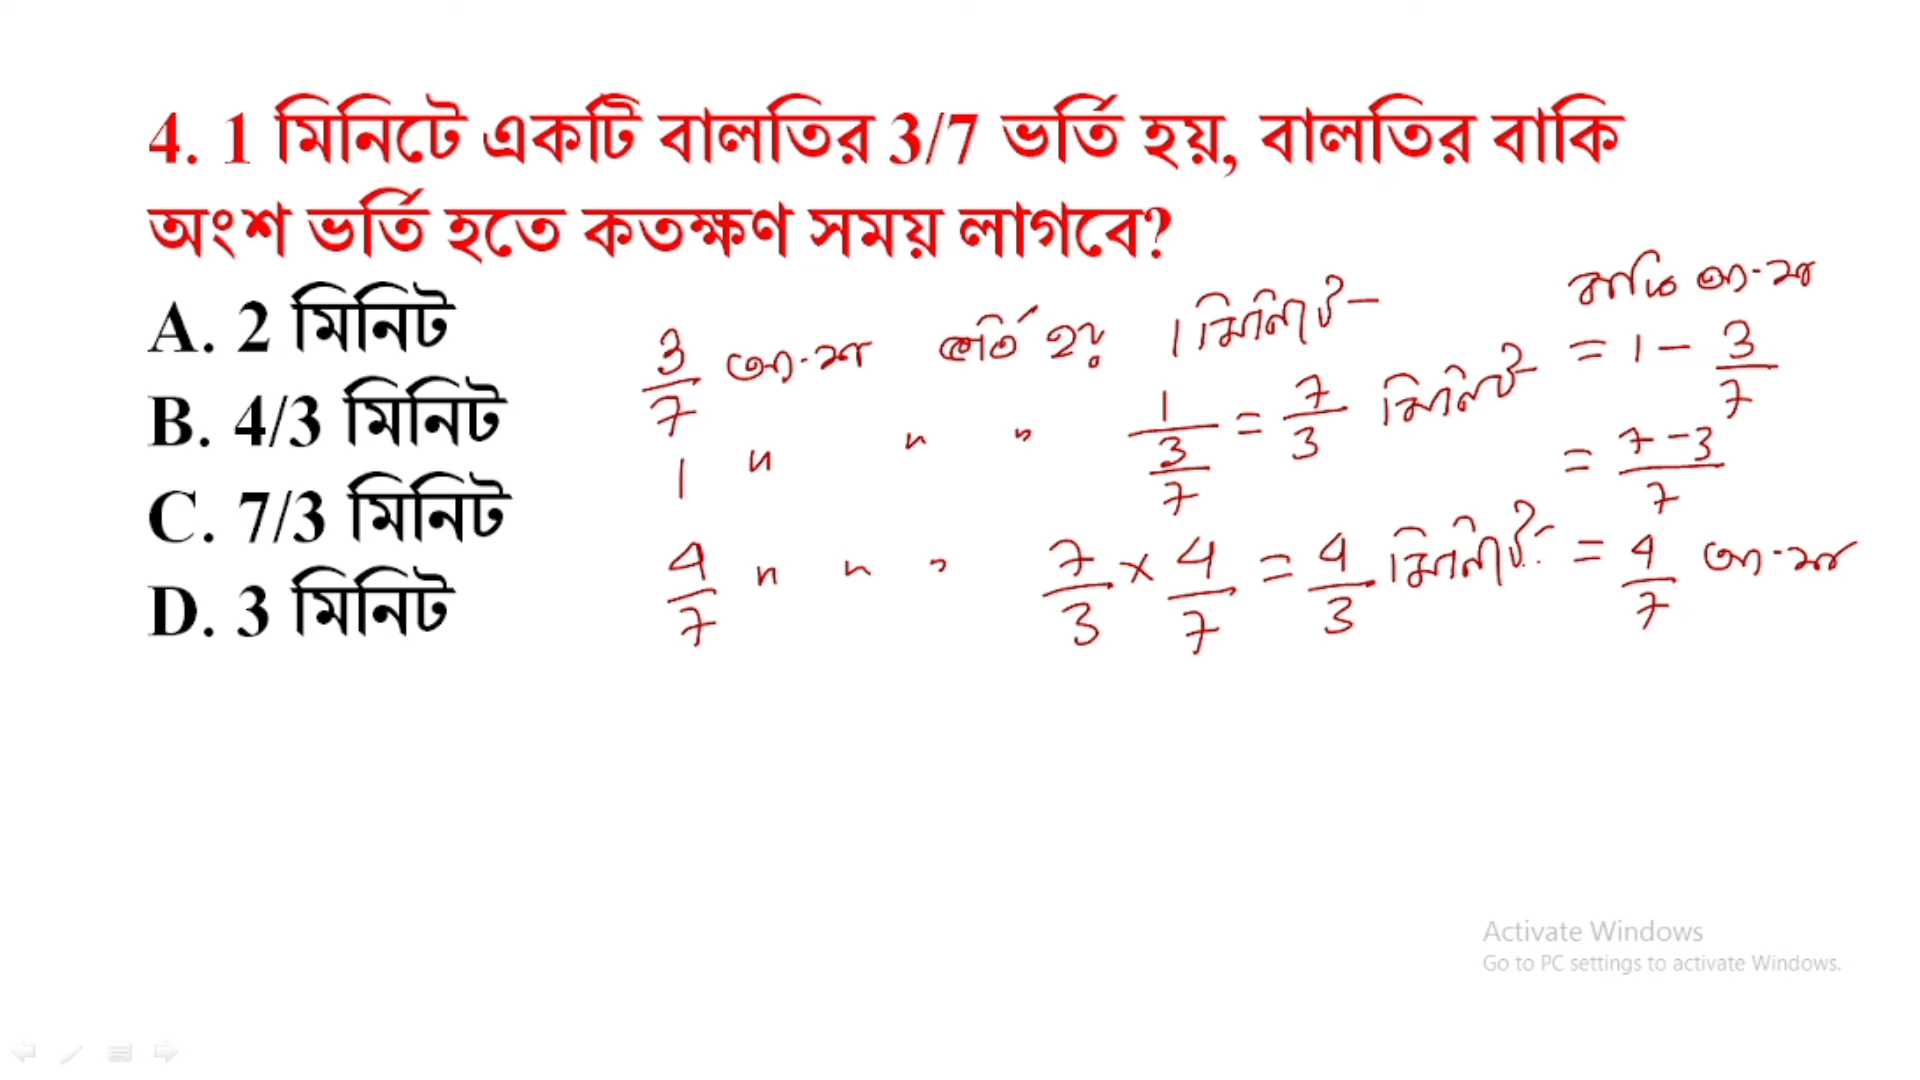 4. 1 মিনিটে একটি বালতির 3/7 ভর্তি হয়, বালতির বাকি
অংশ ভর্তি হতে কতক্ষণ সময় লাগবে?
A. 2 মিনিট
B. 4/3 মিনিট
C. 7/3 মিনিট
D. 3 মিনিট
3/7 অংশ ভর্তি হয় 1 মিনিটে
1 " " " 1/(3/7) = 7/3 মিনিটে
4/7 " " " 7/3 × 4/7 = 4/3 মিনিটে
বাকি অংশ
= 1 - 3/7
= (7-3)/7
= 4/7 অংশ
Activate Windows
Go to PC settings to activate Windows.